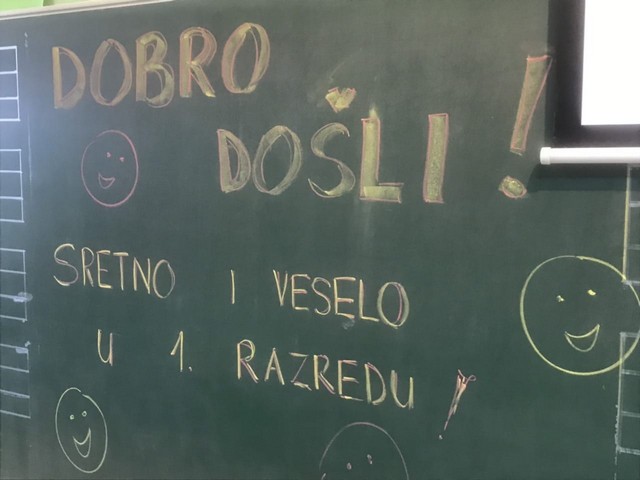 DOBRO
DOŠLI!
SRETNO I VESELO
U 1. RAZREDU!